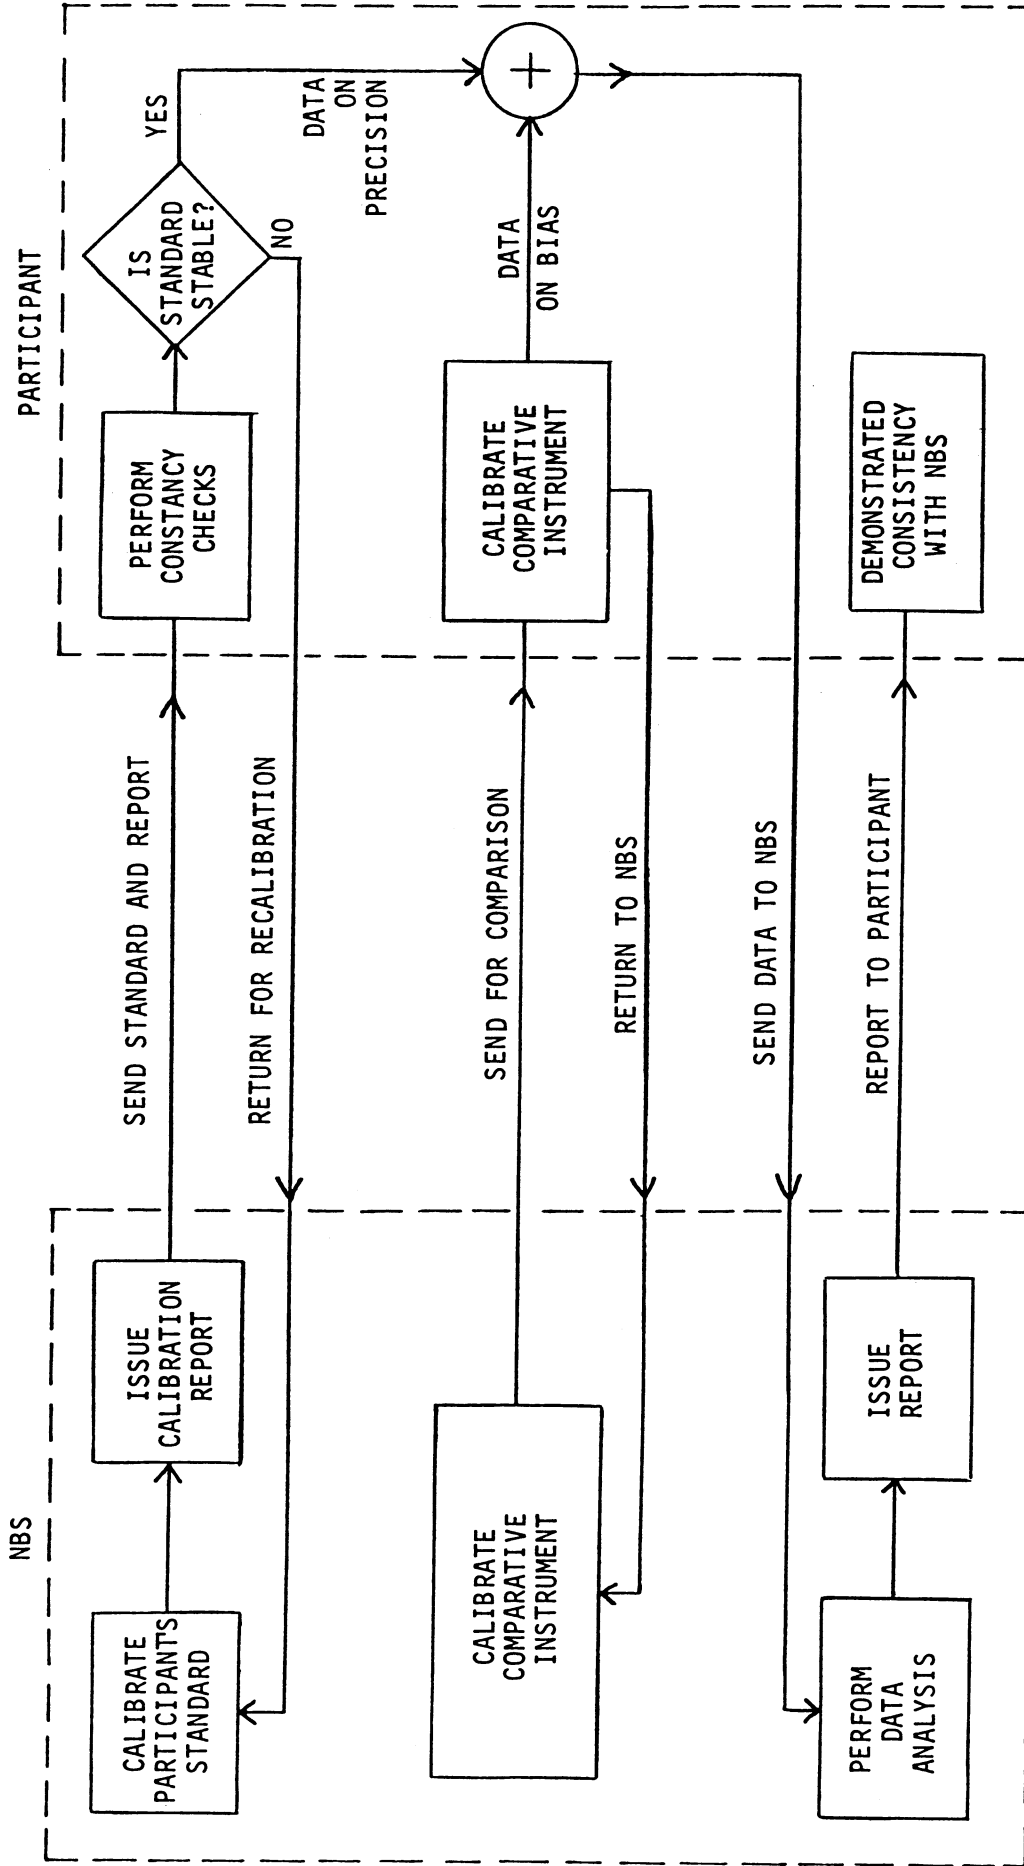 NBS
PARTICIPANT
CALIBRATE
PARTICIPANT'S
STANDARD
ISSUE
CALIBRATION
REPORT
SEND STANDARD AND REPORT
PERFORM
CONSTANCY
CHECKS
IS
STANDARD
STABLE?
YES
NO
RETURN FOR RECALIBRATION
DATA
ON
PRECISION
CALIBRATE
COMPARATIVE
INSTRUMENT
SEND FOR COMPARISON
CALIBRATE
COMPARATIVE
INSTRUMENT
DATA
ON BIAS
+
RETURN TO NBS
SEND DATA TO NBS
PERFORM
DATA
ANALYSIS
ISSUE
REPORT
REPORT TO PARTICIPANT
DEMONSTRATED
CONSISTENCY
WITH NBS